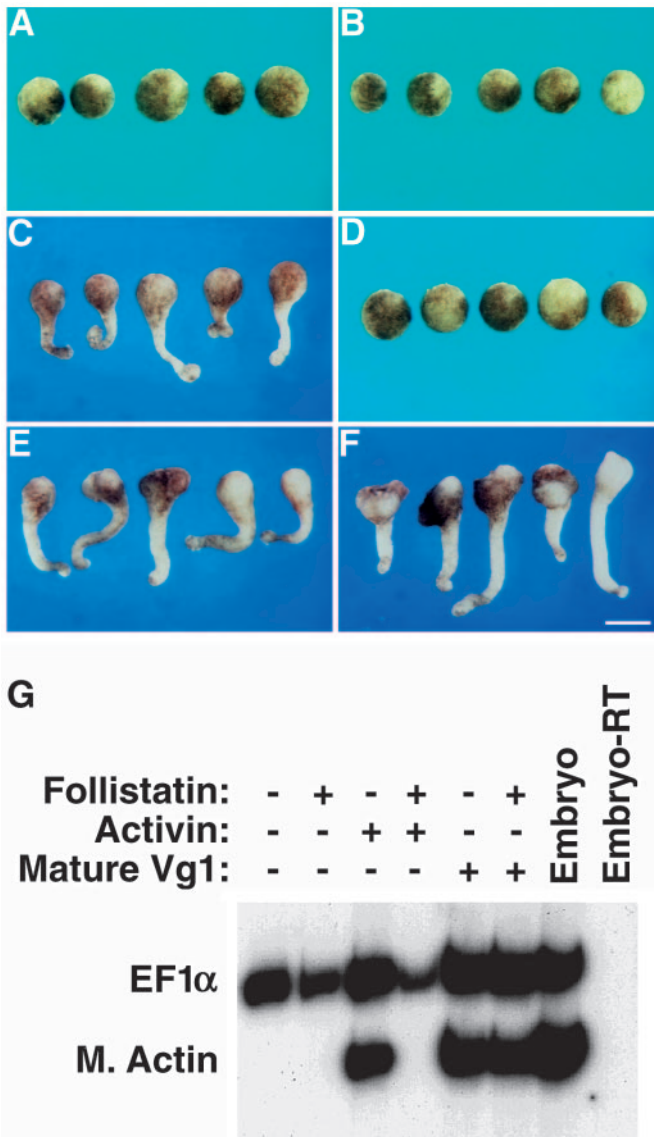 A
B
C
D
E
F
G
Follistatin: - + - + - +
Activin: - - + + - -
Mature Vg1: - - - - + +
Embryo
Embryo-RT
EF1α
M. Actin